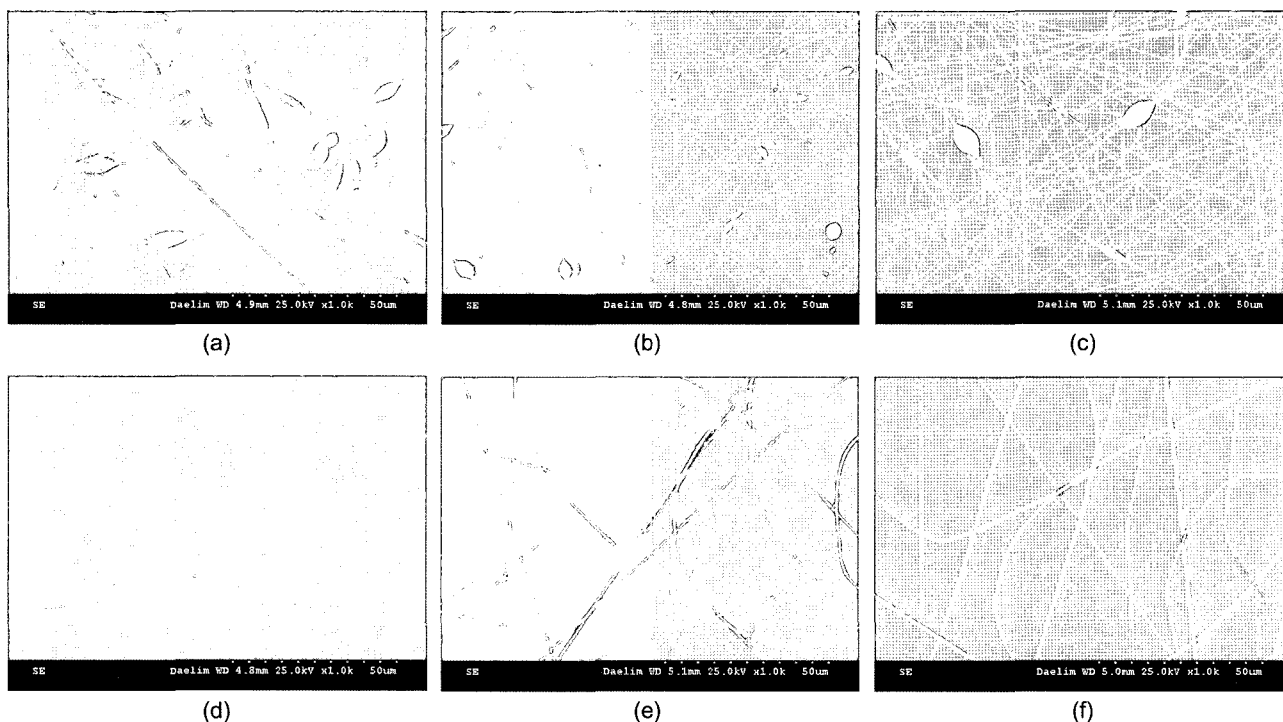 SE Daelim WD 4.9mm 25.0kV x1.0k 50um
SE Daelim WD 4.8mm 25.0kV x1.0k 50um
SE Daelim WD 5.1mm 25.0kV x1.0k 50um
(a)
(b)
(c)
SE Daelim WD 4.8mm 25.0kV x1.0k 50um
SE Daelim WD 5.1mm 25.0kV x1.0k 50um
SE Daelim WD 5.0mm 25.0kV x1.0k 50um
(d)
(e)
(f)